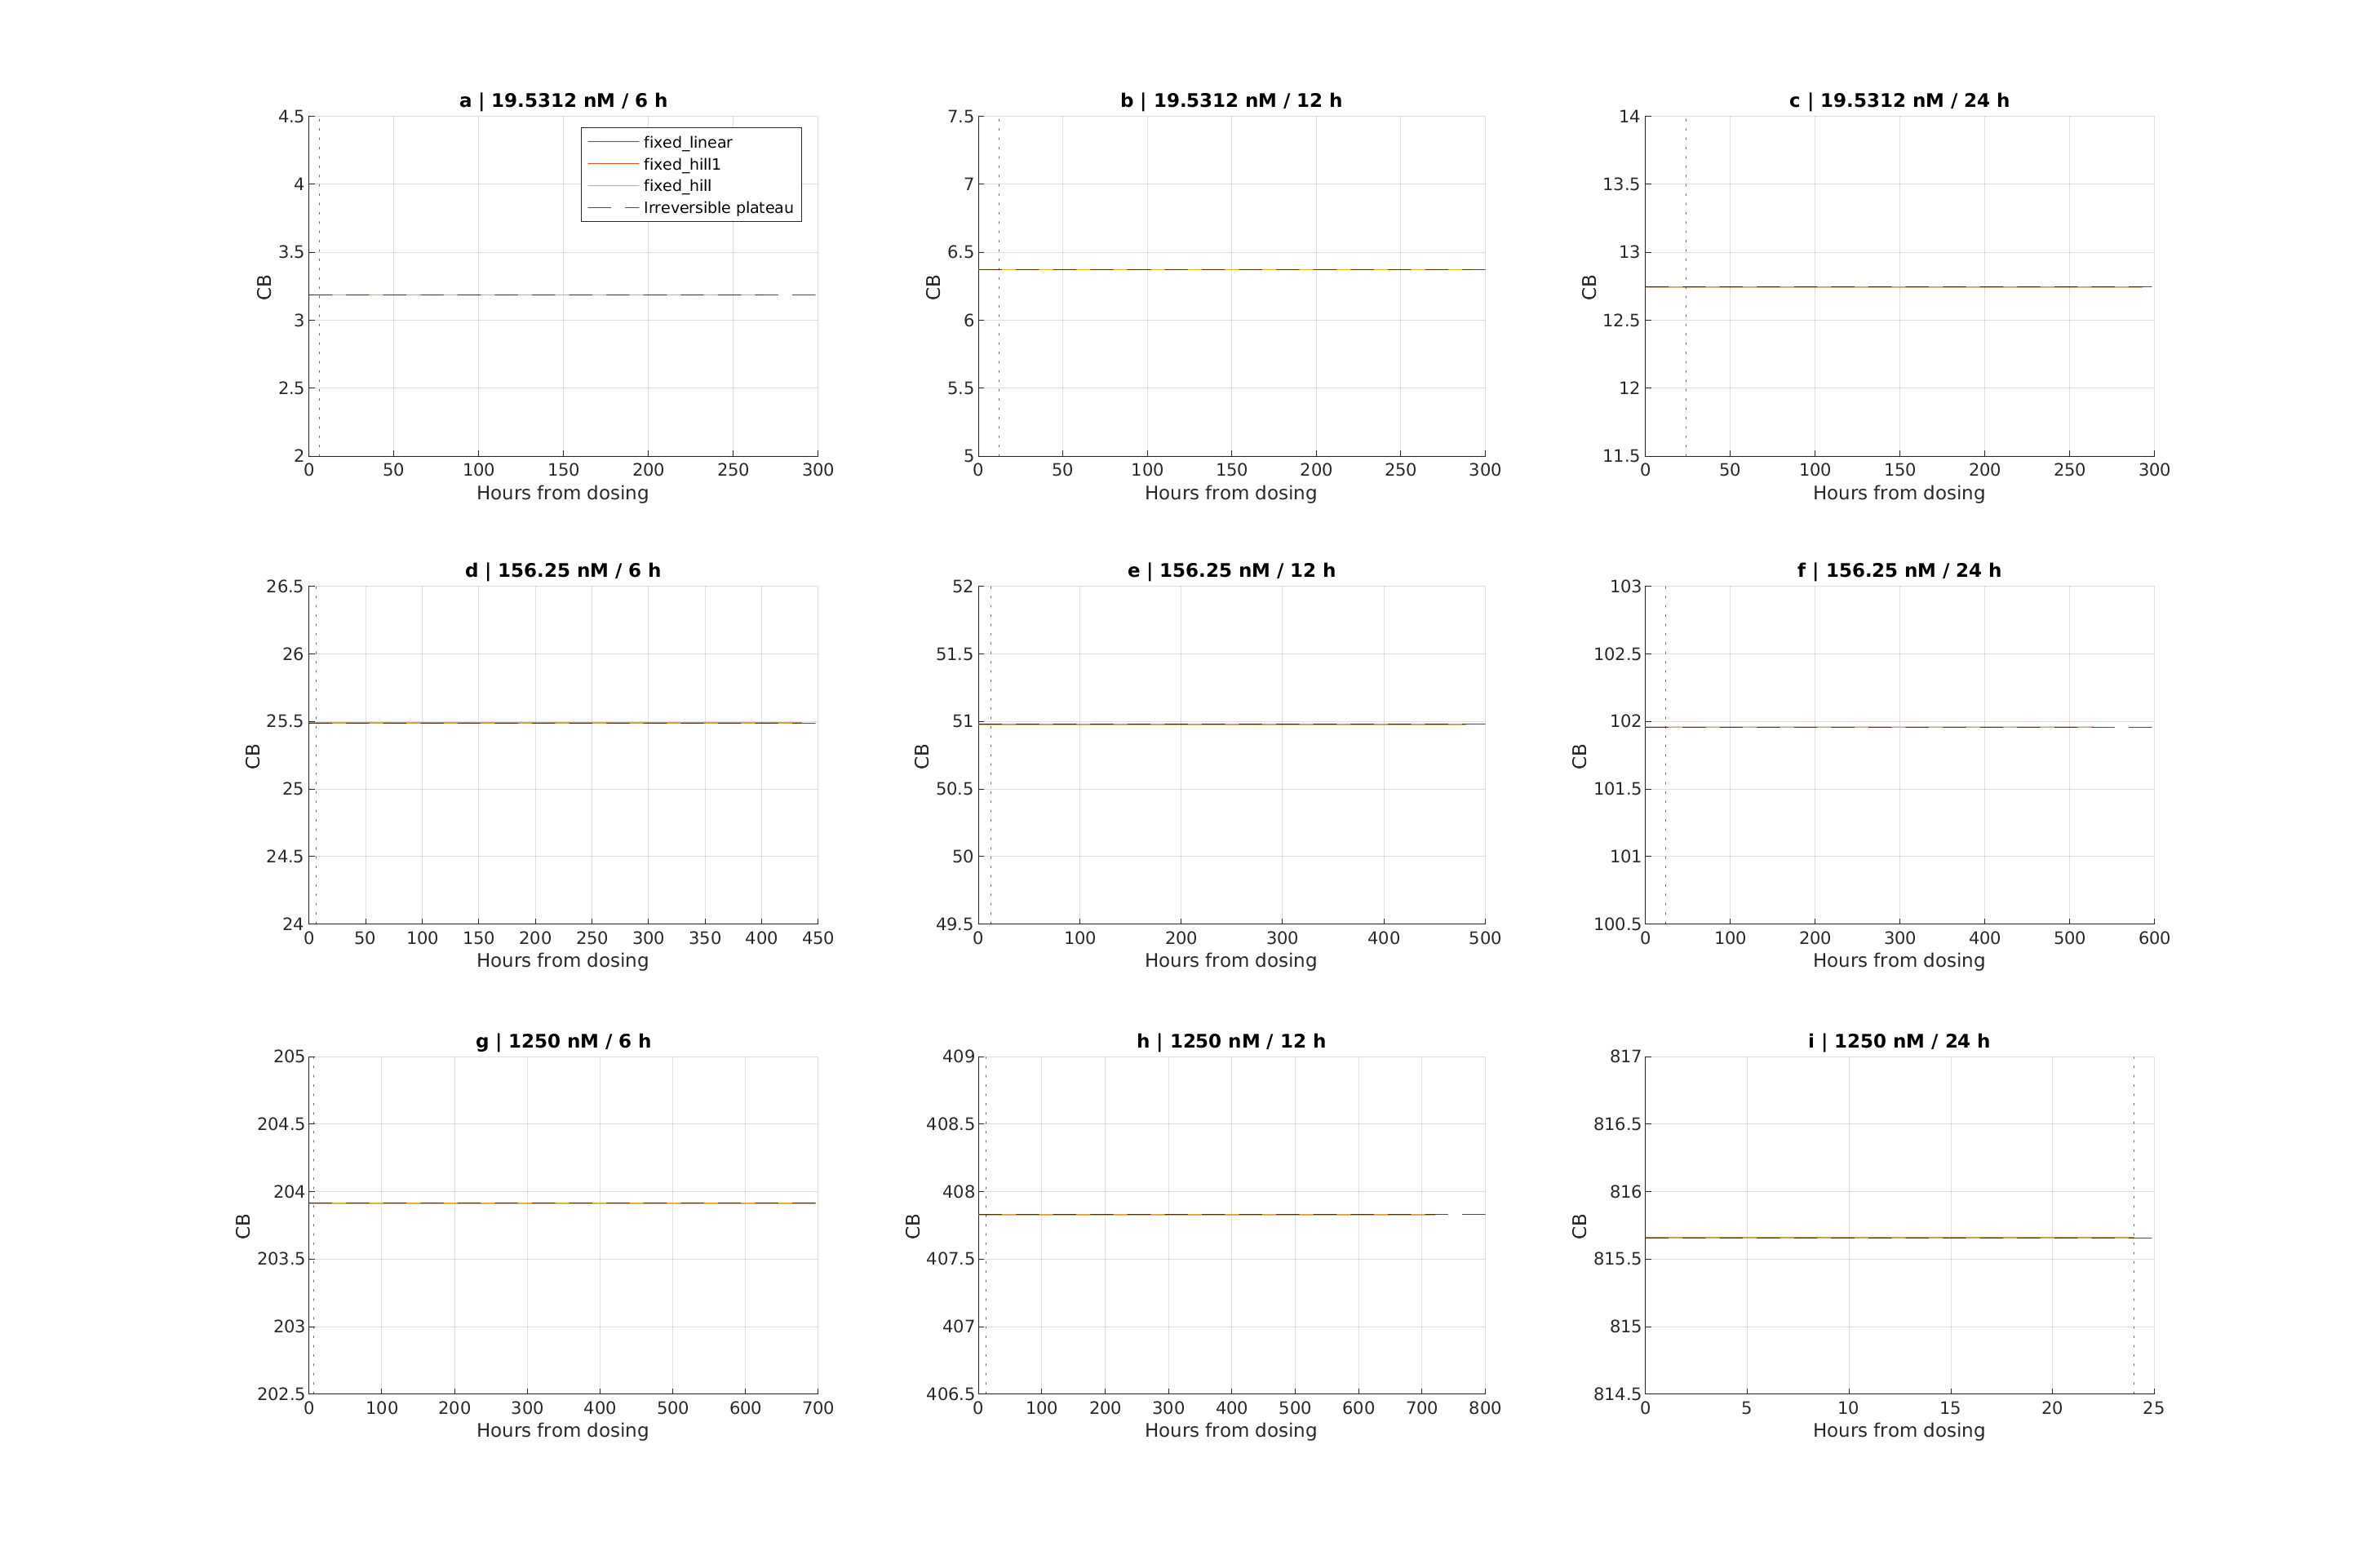 a | 19.5312 nM / 6 h
4.5
4
3.5
3
2.5
2
CB
0 50 100 150 200 250 300
Hours from dosing
fixed_linear
fixed_hill1
fixed_hill
Irreversible plateau
b | 19.5312 nM / 12 h
7.5
7
6.5
6
5.5
5
CB
0 50 100 150 200 250 300
Hours from dosing
c | 19.5312 nM / 24 h
14
13.5
13
12.5
12
11.5
CB
0 50 100 150 200 250 300
Hours from dosing
d | 156.25 nM / 6 h
26.5
26
25.5
25
24.5
24
CB
0 50 100 150 200 250 300 350 400 450
Hours from dosing
e | 156.25 nM / 12 h
52
51.5
51
50.5
50
49.5
CB
0 100 200 300 400 500
Hours from dosing
f | 156.25 nM / 24 h
103
102.5
102
101.5
101
100.5
CB
0 100 200 300 400 500 600
Hours from dosing
g | 1250 nM / 6 h
205
204.5
204
203.5
203
202.5
CB
0 100 200 300 400 500 600 700
Hours from dosing
h | 1250 nM / 12 h
409
408.5
408
407.5
407
406.5
CB
0 100 200 300 400 500 600 700 800
Hours from dosing
i | 1250 nM / 24 h
817
816.5
816
815.5
815
814.5
CB
0 5 10 15 20 25
Hours from dosing